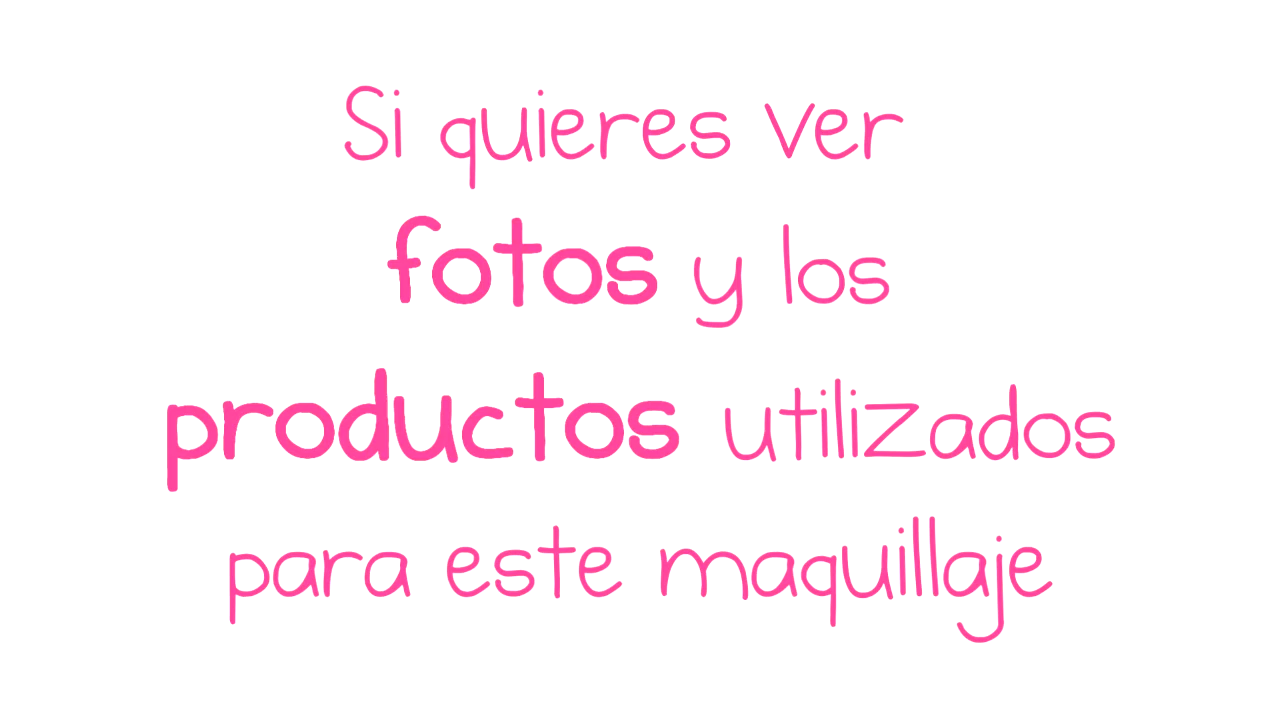 Si quieres ver
fotos y los
productos utilizados
para este maquillaje